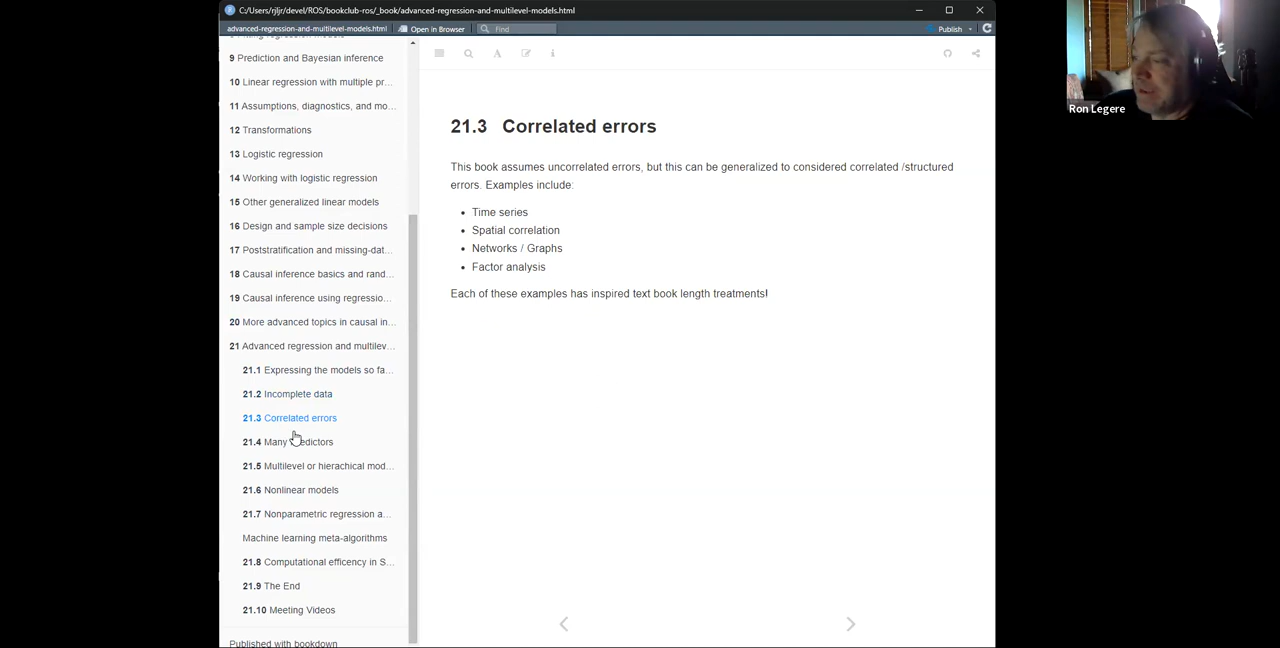 C:/Users/rjljr/devel/ROS/bookclub-ros/_book/advanced-regression-and-multilevel-models.html
advanced-regression-and-multilevel-models.html Open in Browser Find Publish
9 Prediction and Bayesian inference
10 Linear regression with multiple pr...
11 Assumptions, diagnostics, and mo...
12 Transformations
13 Logistic regression
14 Working with logistic regression
15 Other generalized linear models
16 Design and sample size decisions
17 Poststratification and missing-dat...
18 Causal inference basics and rand...
19 Causal inference using regressio...
20 More advanced topics in causal in...
21 Advanced regression and multilev...
21.1 Expressing the models so fa...
21.2 Incomplete data
21.3 Correlated errors
21.4 Many
21.5 Multilevel or hierachical mod...
21.6 Nonlinear models
21.7 Nonparametric regression a...
Machine learning meta-algorithms
21.8 Computational efficency in S...
21.9 The End
21.10 Meeting Videos
Published with bookdown
21.3 Correlated errors
This book assumes uncorrelated errors, but this can be generalized to considered correlated /structured
errors. Examples include:
• Time series
• Spatial correlation
• Networks / Graphs
• Factor analysis
Each of these examples has inspired text book length treatments!
Ron Legere